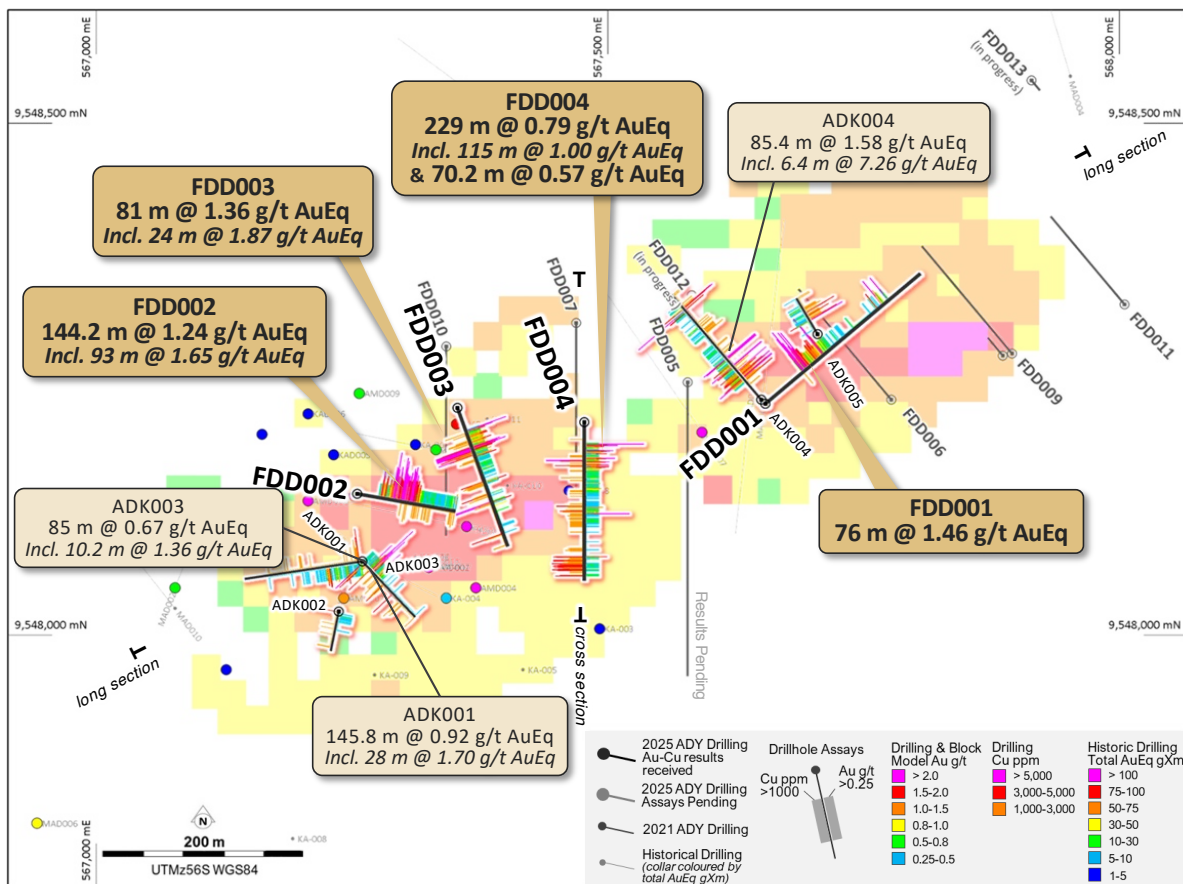 567,000 mE
567,500 mE
568,000 mE
9,548,500 mN
9,548,500 mN
FDD013
(in progress)
MAD004
long section
FDD004
229 m @ 0.79 g/t AuEq
Incl. 115 m @ 1.00 g/t AuEq
& 70.2 m @ 0.57 g/t AuEq
ADK004
85.4 m @ 1.58 g/t AuEq
Incl. 6.4 m @ 7.26 g/t AuEq
FDD003
81 m @ 1.36 g/t AuEq
Incl. 24 m @ 1.87 g/t AuEq
FDD002
144.2 m @ 1.24 g/t AuEq
Incl. 93 m @ 1.65 g/t AuEq
FDD012
(in progress)
FDD010
FDD007
FDD005
FDD003
FDD004
FDD011
FDD009
FDD006
ADK005
ADK004
FDD001
AMD009
FDD002
FDD001
76 m @ 1.46 g/t AuEq
ADK003
85 m @ 0.67 g/t AuEq
Incl. 10.2 m @ 1.36 g/t AuEq
ADK001
ADK003
ADK002
AMD004
KA-004
MAD010
KA-003
KA-005
KA-009
Results Pending
9,548,000 mN
9,548,000 mN
long section
cross section
ADK001
145.8 m @ 0.92 g/t AuEq
Incl. 28 m @ 1.70 g/t AuEq
MAD006
KA-008
567,000 mE
N
200 m
UTMz56S WGS84
2025 ADY Drilling
Au-Cu results
received
2025 ADY Drilling
Assays Pending
2021 ADY Drilling
Historical Drilling
(collar coloured by
total AuEq gXm)
Drillhole Assays
Cu ppm
>1000
Au g/t
>0.25
Drilling & Block
Model Au g/t
> 2.0
1.5-2.0
1.0-1.5
0.8-1.0
0.5-0.8
0.25-0.5
Drilling
Cu ppm
> 5,000
3,000-5,000
1,000-3,000
Historic Drilling
Total AuEq gXm
> 100
75-100
50-75
30-50
10-30
5-10
1-5